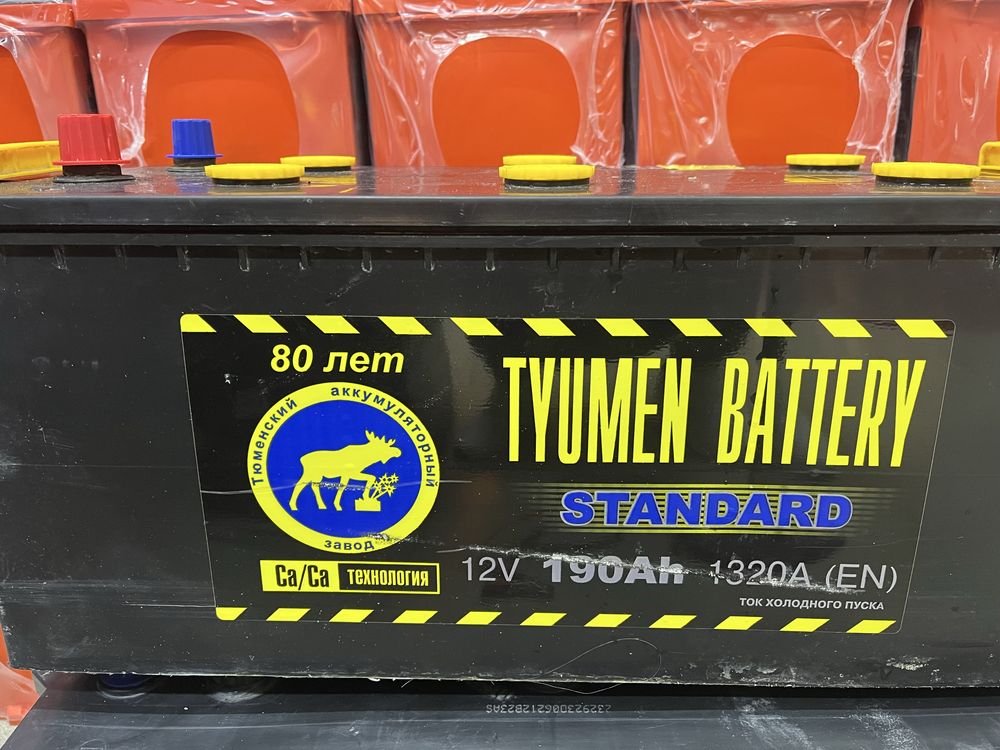 80 лет
Тюменский аккумуляторный
завод
Ca/Ca технология
TYUMEN BATTERY
STANDARD
12V 190Ah 1320A (EN)
ТОК ХОЛОДНОГО ПУСКА